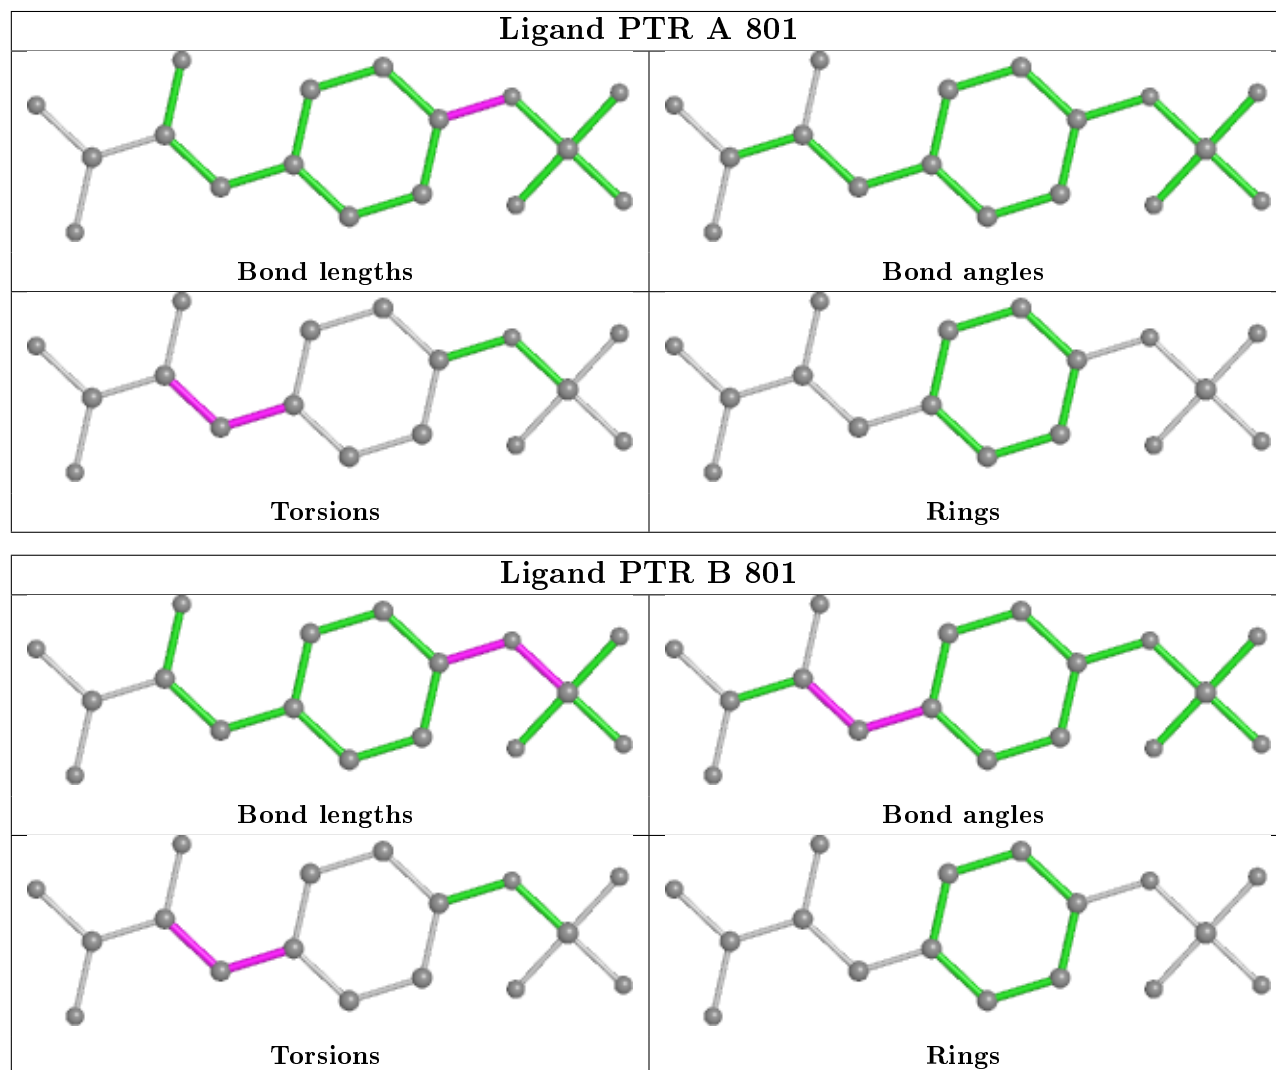 Ligand PTR A 801
Bond lengths
Bond angles
Torsions
Rings
Ligand PTR B 801
Bond lengths
Bond angles
Torsions
Rings